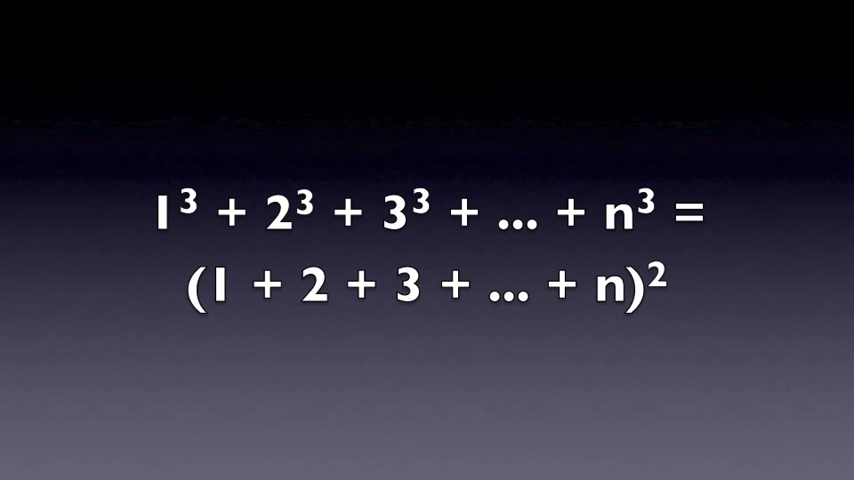 1³ + 2³ + 3³ + ... + n³ =
(1 + 2 + 3 + ... + n)²